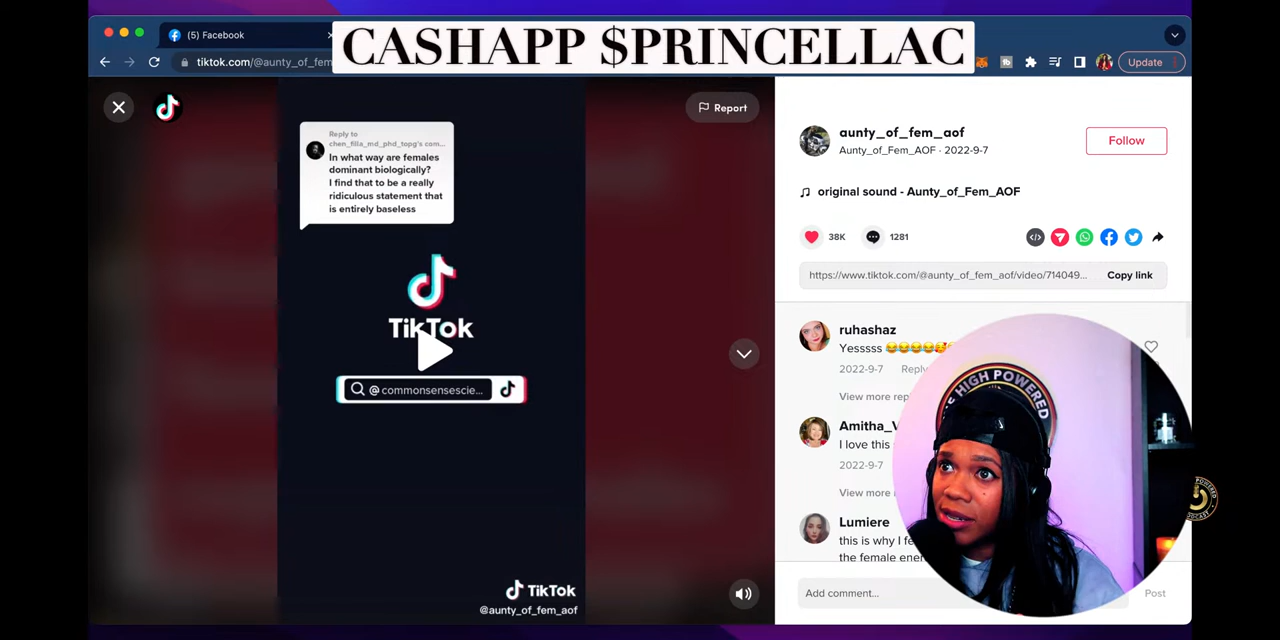 (5) Facebook
CASHAPP $PRINCELLAC
tiktok.com/@aunty_of_fem
Update
Report
Reply to
chen_filla_md_phd_topg's com...
In what way are females
dominant biologically?
I find that to be a really
ridiculous statement that
is entirely baseless
TikTok
@commonsensescie...
TikTok
@aunty_of_fem_aof
aunty_of_fem_aof
Aunty_of_Fem_AOF · 2022-9-7
Follow
original sound - Aunty_of_Fem_AOF
38K
1281
https://www.tiktok.com/@aunty_of_fem_aof/video/714049...
Copy link
ruhashaz
Yesssss 😂😂😂😂🥰
2022-9-7 Reply
View more rep
Amitha_V
I love this
2022-9-7
View more
Lumiere
this is why I fe
the female ener
Add comment...
Post
HIGH POWERED